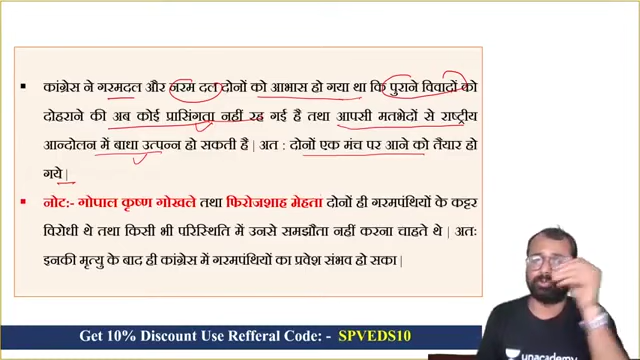 कांग्रेस ने गरमदल और नरम दल दोनों को आभास हो गया था कि पुराने विवादों को
दोहराने की अब कोई प्रासिंगता नहीं रह गई है तथा आपसी मतभेदों से राष्ट्रीय
आन्दोलन में बाधा उत्पन्न हो सकती है | अत : दोनों एक मंच पर आने को तैयार हो
गये |
नोट:- गोपाल कृष्ण गोखले तथा फिरोजशाह मेहता दोनों ही गरमपंथियों के कट्टर
विरोधी थे तथा किसी भी परिस्थिति में उनसे समझौता नहीं करना चाहते थे | अतः
इनकी मृत्यु के बाद ही कांग्रेस में गरमपंथियों का प्रवेश संभव हो सका |
Get 10% Discount Use Refferal Code: - SPVEDS10
unacademy